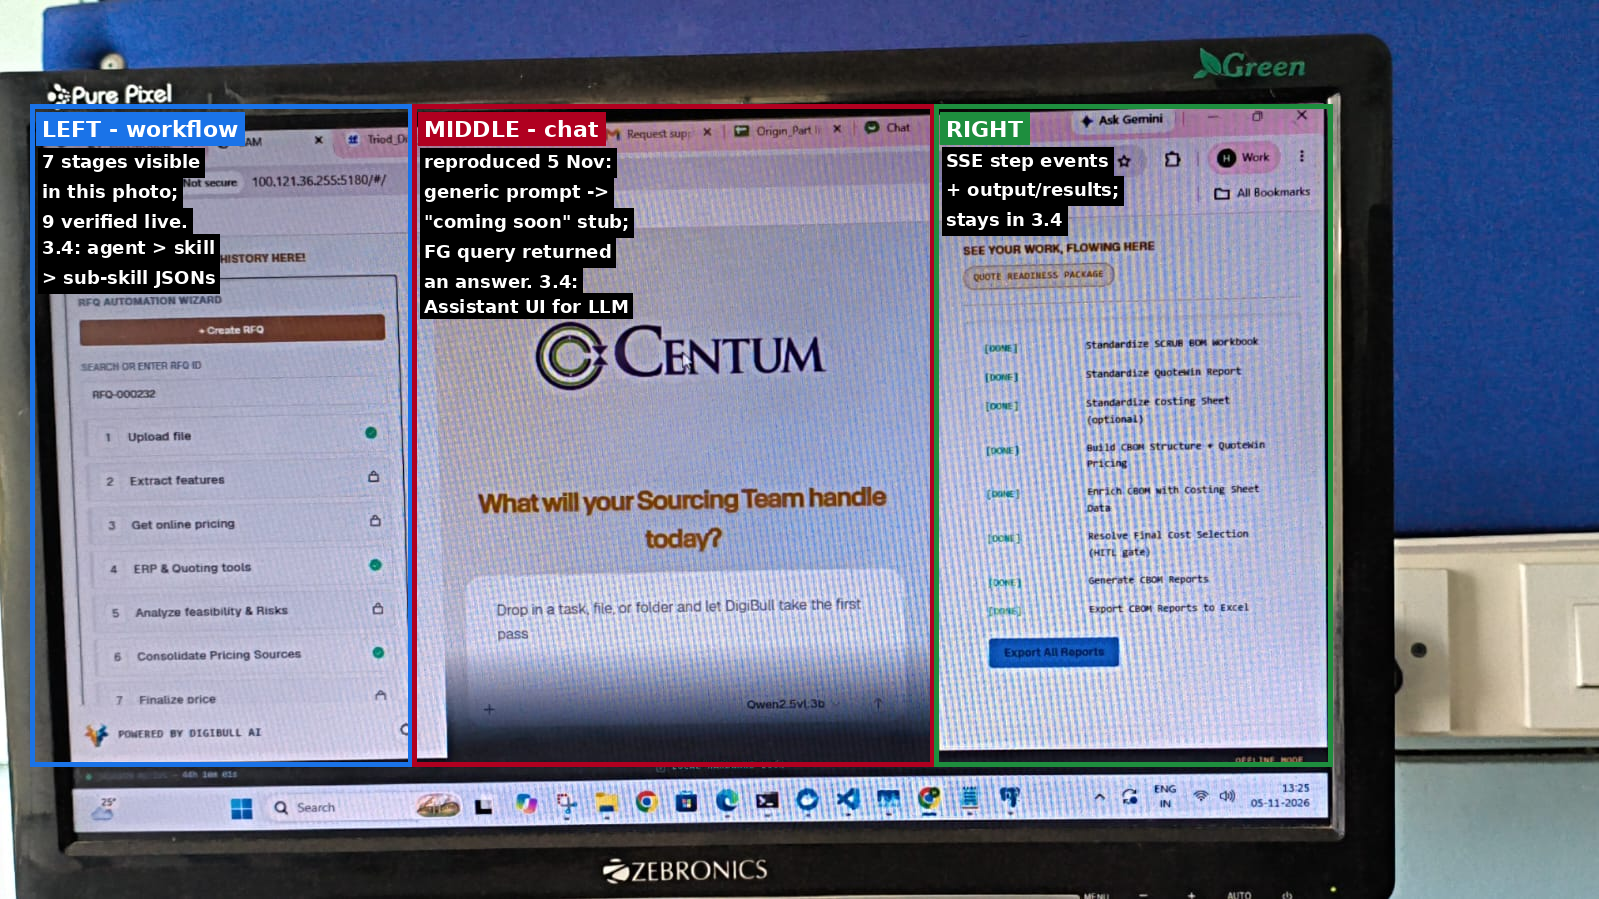 Green
Pure Pixel
LEFT - workflow
7 stages visible
in this photo;
9 verified live.
3.4: agent > skill
> sub-skill JSONs
AM
Triod_Di
Not secure
100.121.36.255:5180/#/
HISTORY HERE!
RFQ AUTOMATION WIZARD
+ Create RFQ
SEARCH OR ENTER RFQ ID
RFQ-000232
1 Upload file
2 Extract features
3 Get online pricing
4 ERP & Quoting tools
5 Analyze feasibility & Risks
6 Consolidate Pricing Sources
7 Finalize price
POWERED BY DIGIBULL AI
MIDDLE - chat
reproduced 5 Nov:
generic prompt ->
"coming soon" stub;
FG query returned
an answer. 3.4:
Assistant UI for LLM
Request supp
Origin_Part li
Chat
CENTUM
What will your Sourcing Team handle
today?
Drop in a task, file, or folder and let DigiBull take the first
pass
+
Qwen2.5vl:3b
RIGHT
SSE step events
+ output/results;
stays in 3.4
Ask Gemini
H Work
All Bookmarks
SEE YOUR WORK, FLOWING HERE
QUOTE READINESS PACKAGE
[DONE] Standardize SCRUB BOM Workbook
[DONE] Standardize QuoteWin Report
[DONE] Standardize Costing Sheet
(optional)
[DONE] Build CBOM Structure + QuoteWin
Pricing
[DONE] Enrich CBOM with Costing Sheet
Data
[DONE] Resolve Final Cost Selection
(HITL gate)
[DONE] Generate CBOM Reports
[DONE] Export CBOM Reports to Excel
Export All Reports
OFFLINE MODE
44h 10m 01s
25°
Search
ENG
IN
13:25
05-11-2026
ZEBRONICS
MENU − + AUTO